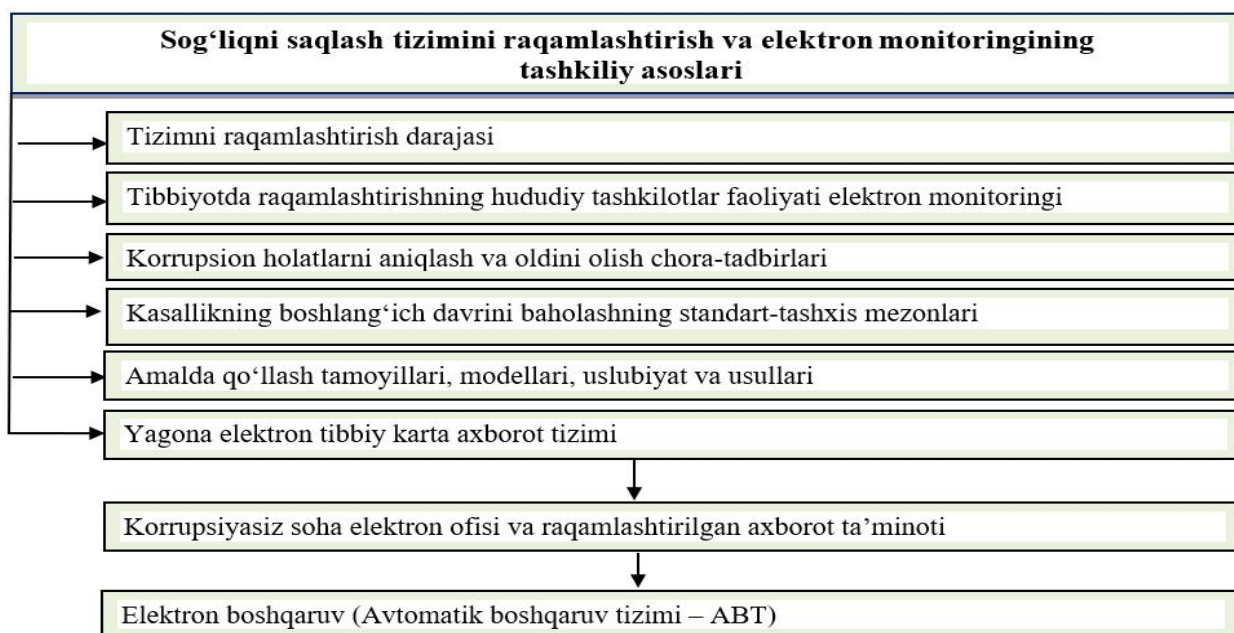 Sog‘liqni saqlash tizimini raqamlashtirish va elektron monitoringining
tashkiliy asoslari
Tizimni raqamlashtirish darajasi
Tibbiyotda raqamlashtirishning hududiy tashkilotlar faoliyati elektron monitoringi
Korrupsion holatlarni aniqlash va oldini olish chora-tadbirlari
Kasallikning boshlang‘ich davrini baholashning standart-tashxis mezonlari
Amalda qo‘llash tamoyillari, modellari, uslubiyat va usullari
Yagona elektron tibbiy karta axborot tizimi
Korrupsiyasiz soha elektron ofisi va raqamlashtirilgan axborot ta’minoti
Elektron boshqaruv (Avtomatik boshqaruv tizimi – ABT)